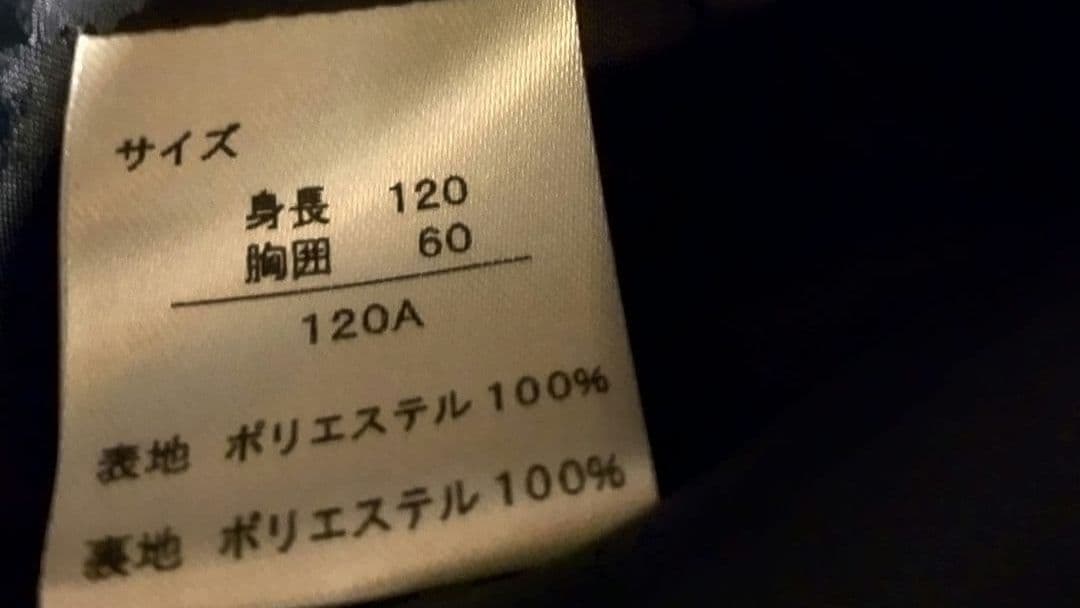 サイズ
身長 120
胸囲 60
120A
表地 ポリエステル 100%
裏地 ポリエステル 100%